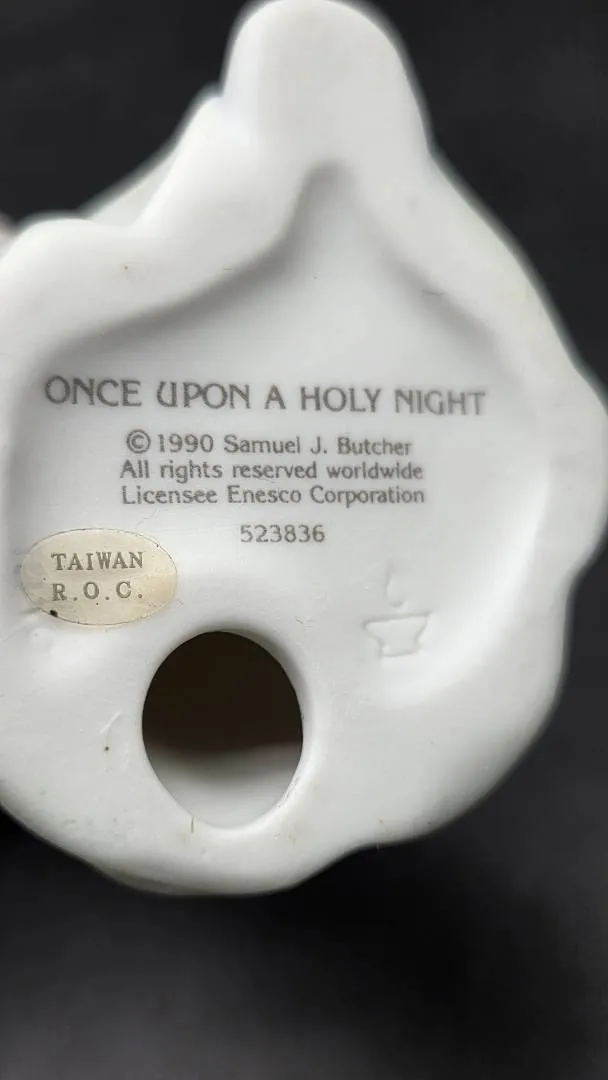 ONCE UPON A HOLY NIGHT
© 1990 Samuel J. Butcher
All rights reserved worldwide
Licensee Enesco Corporation
523836
TAIWAN
R.O.C.